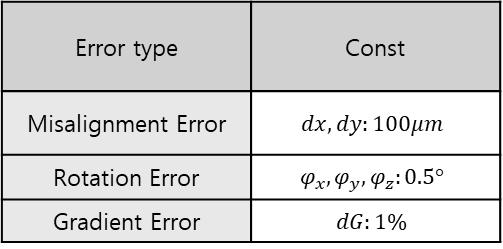 Error type Const
Misalignment Error dx, dy: 100μm
Rotation Error φx, φy, φz: 0.5°
Gradient Error dG: 1%